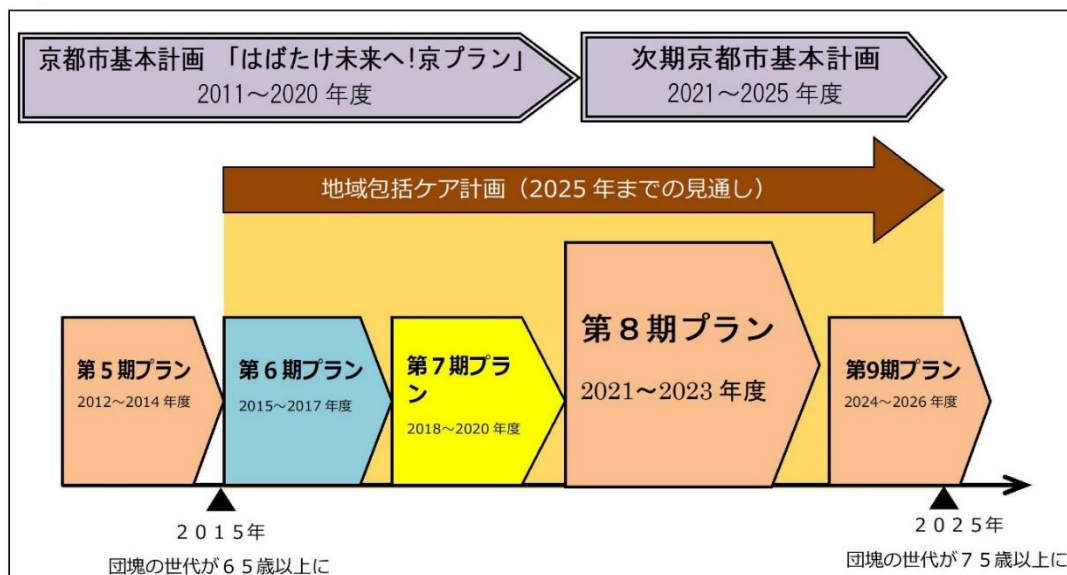 京都市基本計画 「はばたけ未来へ!京プラン」
2011～2020 年度
次期京都市基本計画
2021～2025 年度
地域包括ケア計画（2025 年までの見通し）
第５期プラン
2012～2014 年度
第６期プラン
2015～2017 年度
第７期プラ
ン
2018～2020 年度
第８期プラン
2021～2023 年度
第9期プラン
2024～2026 年度
２０１５年
団塊の世代が６５歳以上に
２０２５年
団塊の世代が７５歳以上に